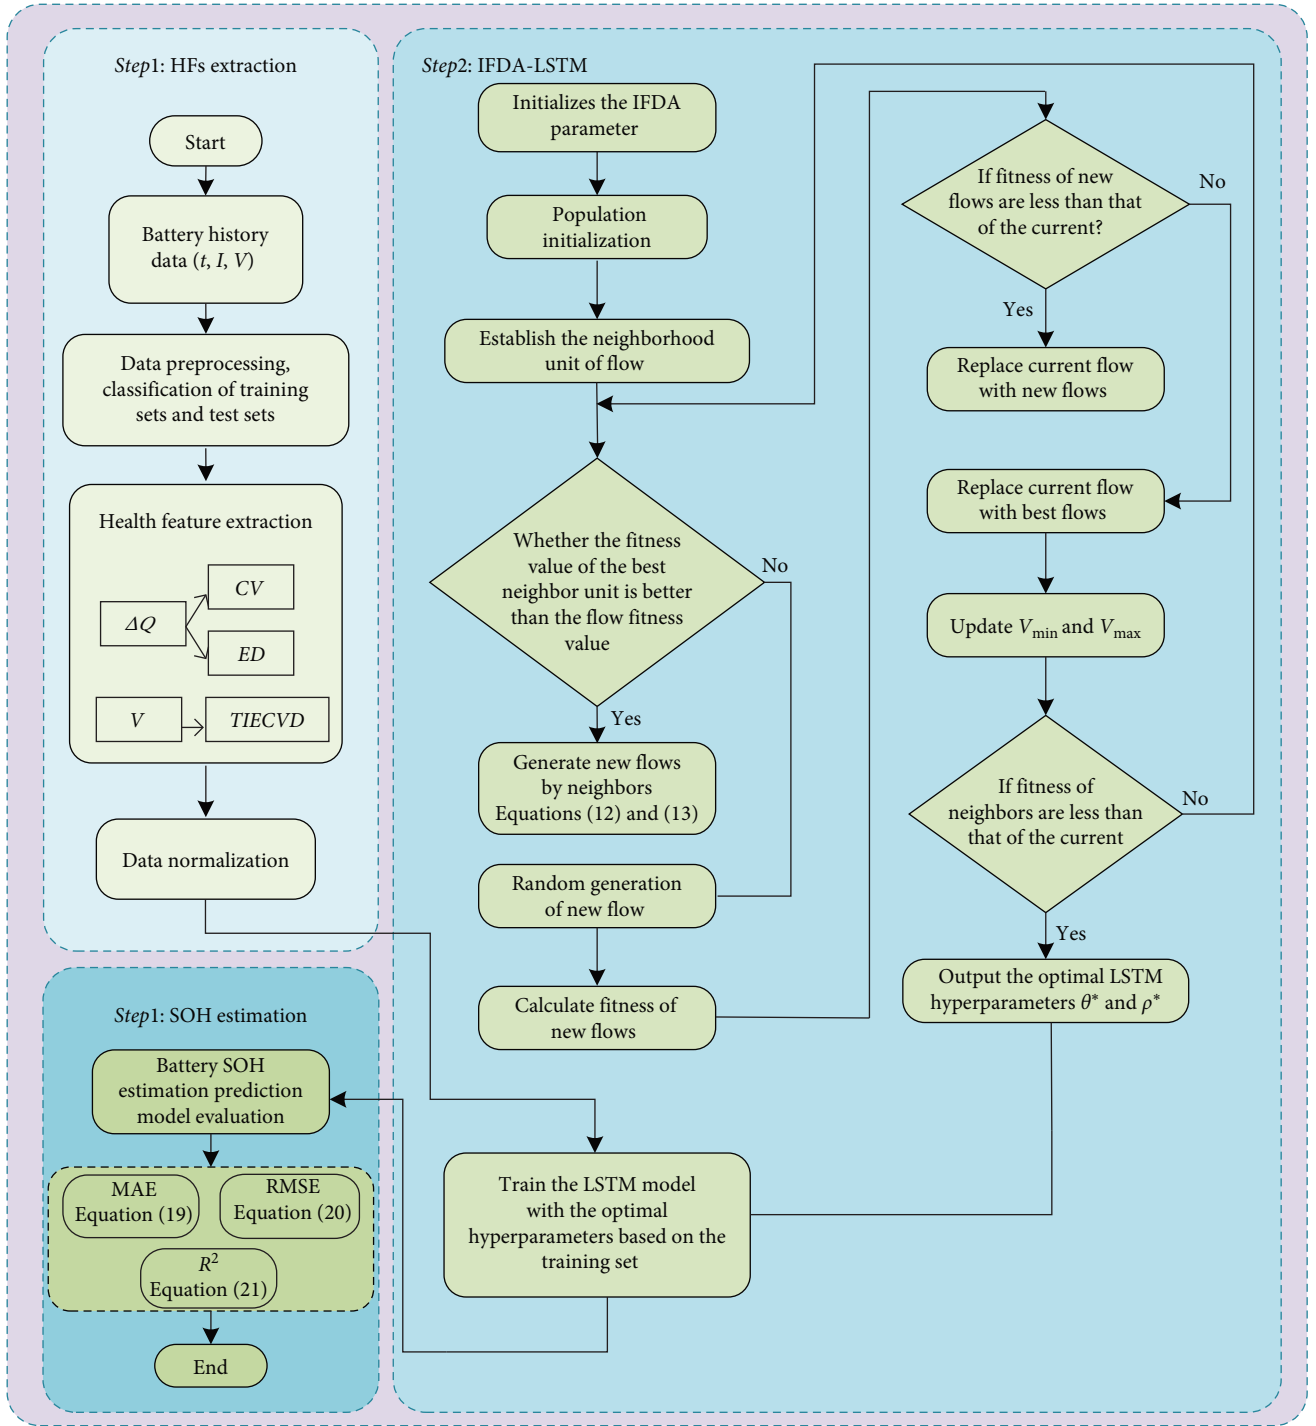 Step1: HFs extraction
Start
Battery history
data (t, I, V)
Data preprocessing,
classification of training
sets and test sets
Health feature extraction
ΔQ
CV
ED
V
TIECVD
Data normalization
Step2: IFDA-LSTM
Initializes the IFDA
parameter
Population
initialization
Establish the neighborhood
unit of flow
Whether the fitness
value of the best
neighbor unit is better
than the flow fitness
value
No
Yes
Generate new flows
by neighbors
Equations (12) and (13)
Random generation
of new flow
Calculate fitness of
new flows
If fitness of new
flows are less than that
of the current?
No
Yes
Replace current flow
with new flows
Replace current flow
with best flows
Update Vmin and Vmax
If fitness of
neighbors are less than
that of the current
No
Yes
Output the optimal LSTM
hyperparameters θ* and ρ*
Train the LSTM model
with the optimal
hyperparameters based on the
training set
Step1: SOH estimation
Battery SOH
estimation prediction
model evaluation
MAE
Equation (19)
RMSE
Equation (20)
R²
Equation (21)
End